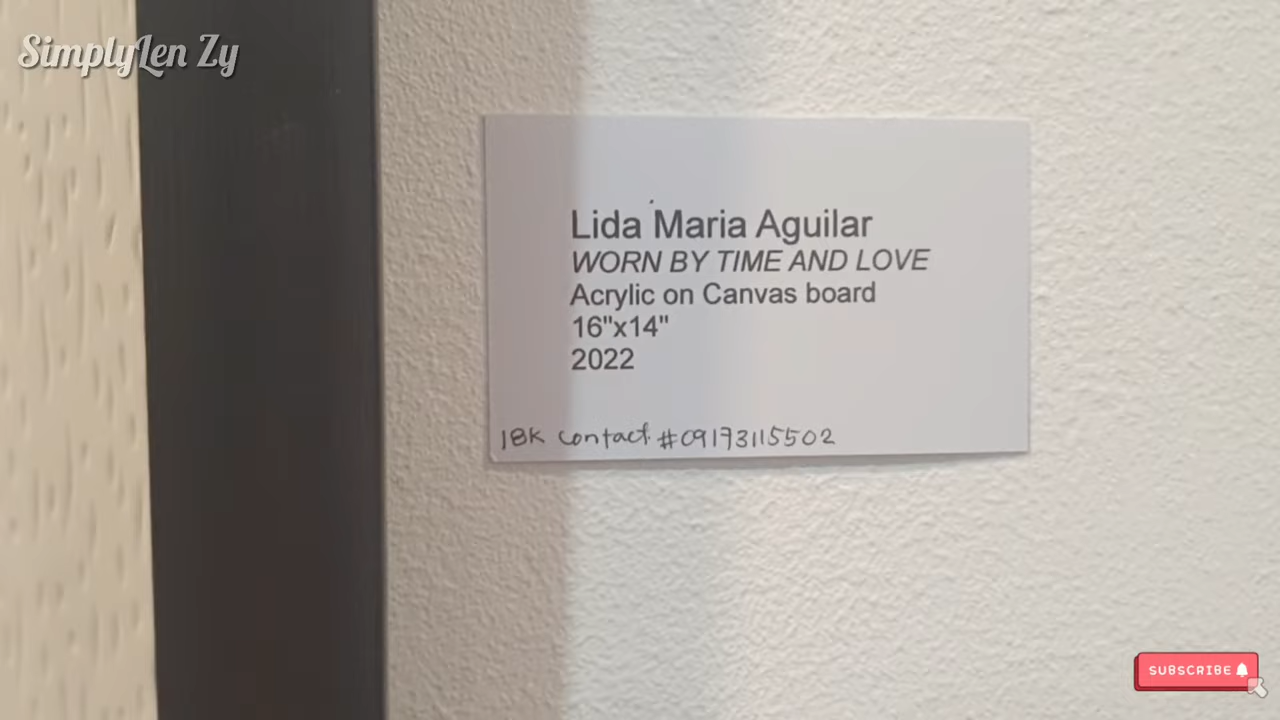 SimplyLen Zy
Lida Maria Aguilar
WORN BY TIME AND LOVE
Acrylic on Canvas board
16"x14"
2022
18K contact #09173115502
SUBSCRIBE